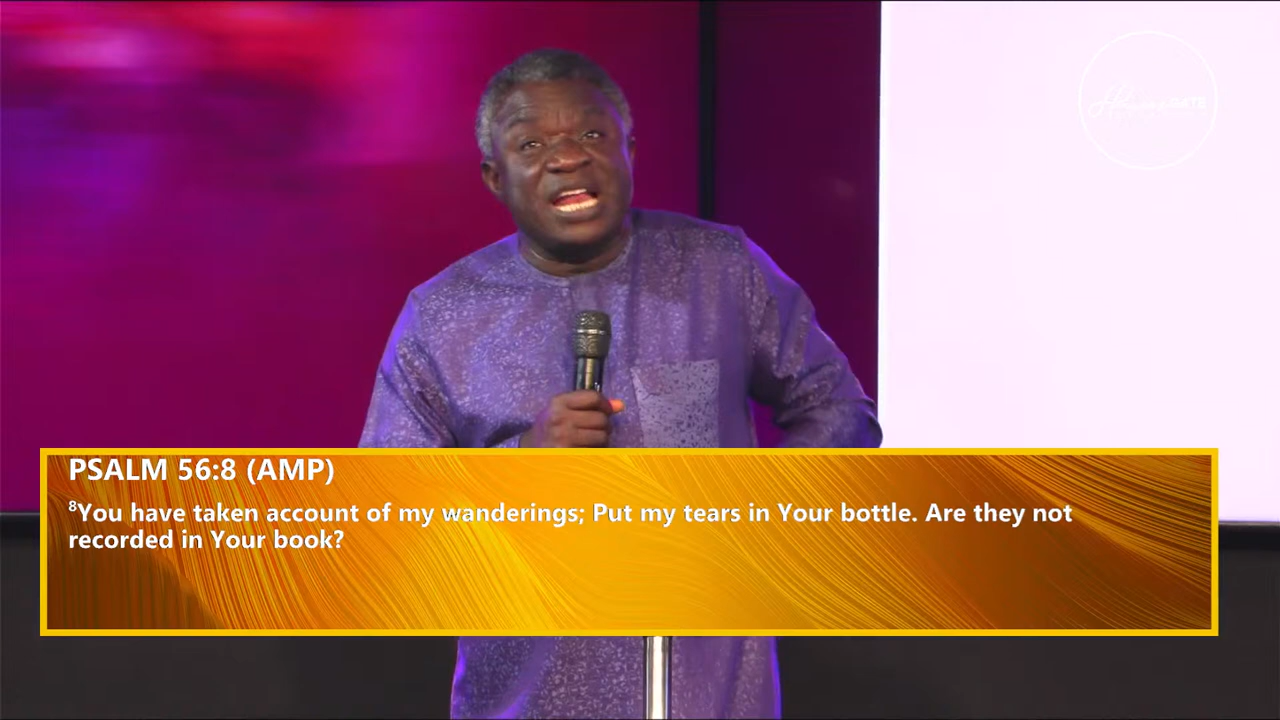 PSALM 56:8 (AMP)
⁸You have taken account of my wanderings; Put my tears in Your bottle. Are they not
recorded in Your book?
GATE